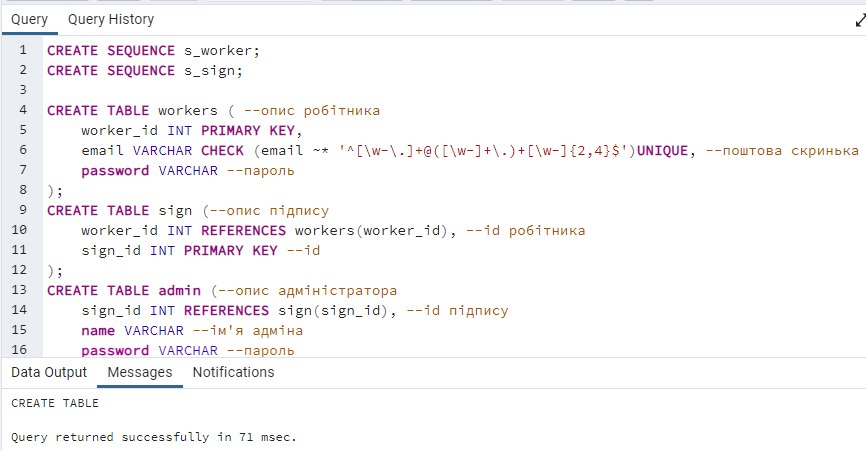 Query Query History
1 CREATE SEQUENCE s_worker;
2 CREATE SEQUENCE s_sign;
3
4 CREATE TABLE workers ( --опис робітника
5 worker_id INT PRIMARY KEY,
6 email VARCHAR CHECK (email ~* '^[\w-\.]+@([\w-]+\.)+[\w-]{2,4}$')UNIQUE, --поштова скринька
7 password VARCHAR --пароль
8 );
9 CREATE TABLE sign (--опис підпису
10 worker_id INT REFERENCES workers(worker_id), --id робітника
11 sign_id INT PRIMARY KEY --id
12 );
13 CREATE TABLE admin (--опис адміністратора
14 sign_id INT REFERENCES sign(sign_id), --id підпису
15 name VARCHAR --ім'я адміна
16 password VARCHAR --пароль
Data Output Messages Notifications
CREATE TABLE
Query returned successfully in 71 msec.